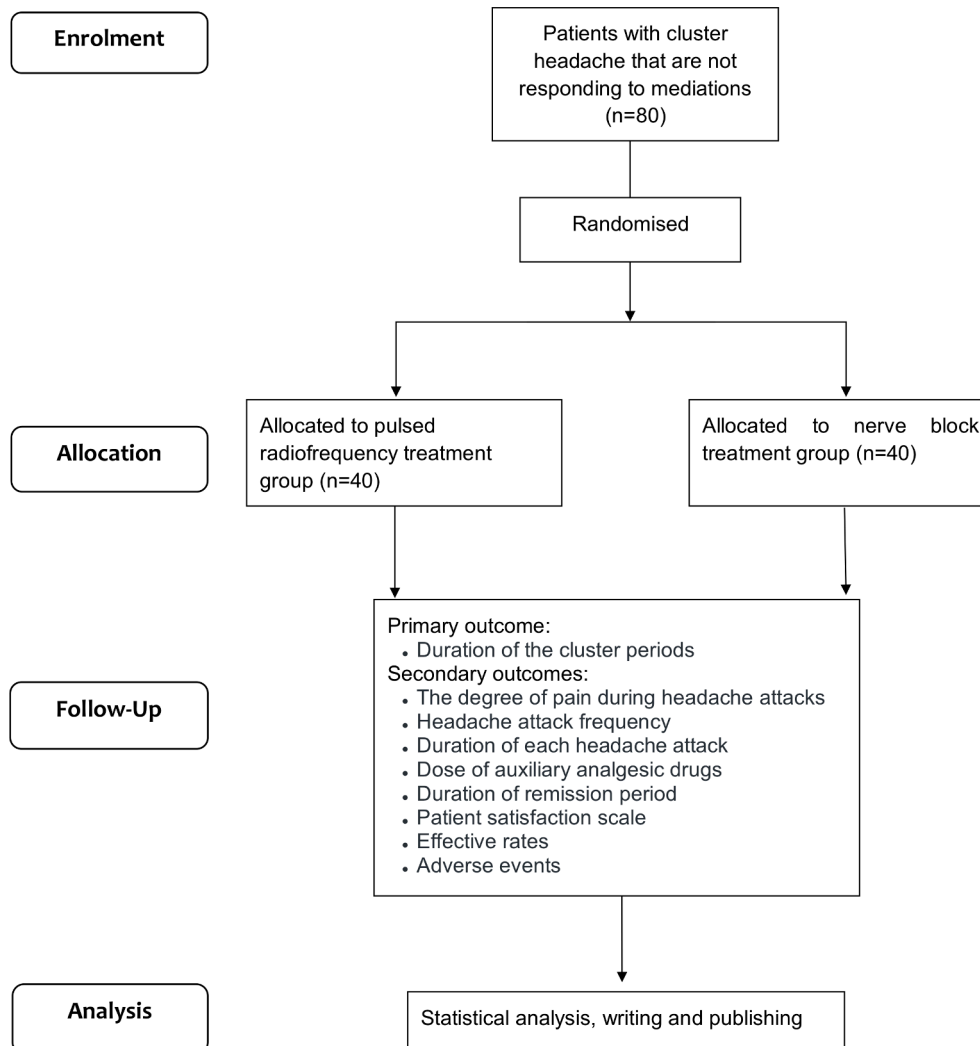 Enrolment
Patients with cluster
headache that are not
responding to mediations
(n=80)
Randomised
Allocation
Allocated to pulsed
radiofrequency treatment
group (n=40)
Allocated to nerve block
treatment group (n=40)
Follow-Up
Primary outcome:
• Duration of the cluster periods
Secondary outcomes:
• The degree of pain during headache attacks
• Headache attack frequency
• Duration of each headache attack
• Dose of auxiliary analgesic drugs
• Duration of remission period
• Patient satisfaction scale
• Effective rates
• Adverse events
Analysis
Statistical analysis, writing and publishing